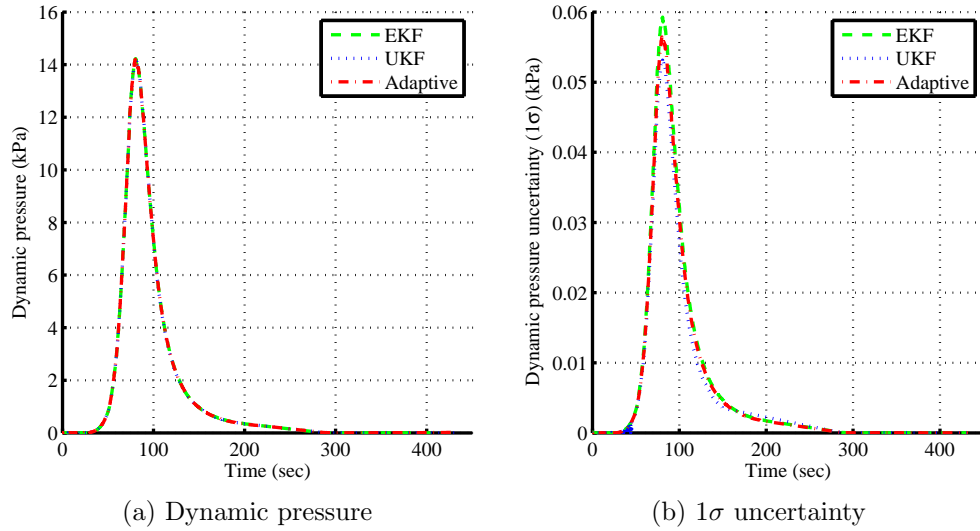 EKF
UKF
Adaptive
16
14
12
10
8
6
4
2
0
0
100
200
300
400
Dynamic pressure (kPa)
Time (sec)
(a) Dynamic pressure
EKF
UKF
Adaptive
0.06
0.05
0.04
0.03
0.02
0.01
0
0
100
200
300
400
Dynamic pressure uncertainty (1σ) (kPa)
Time (sec)
(b) 1σ uncertainty